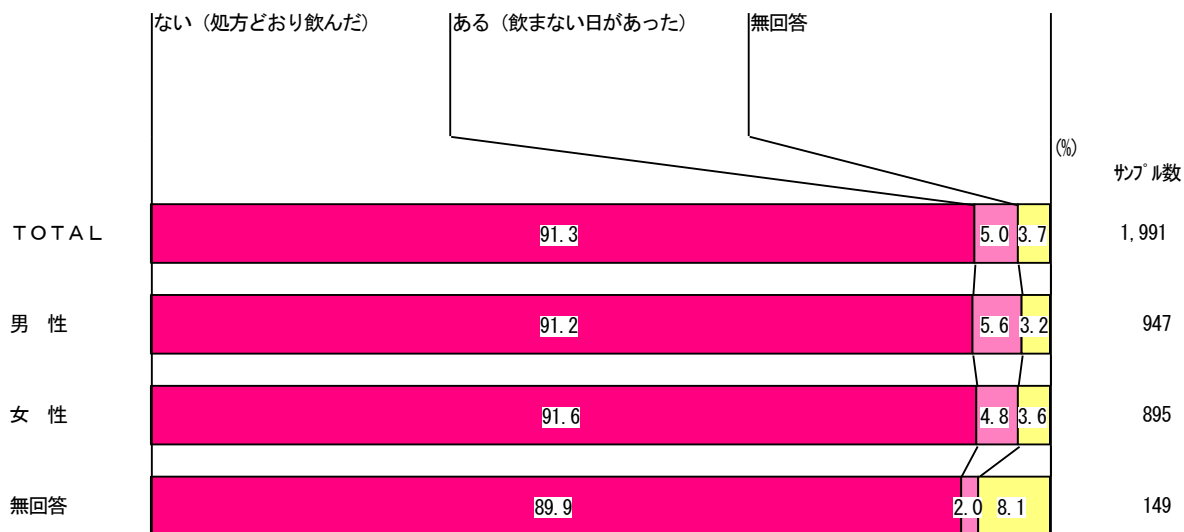 ない（処方どおり飲んだ） ある（飲まない日があった） 無回答
(%)
ｻﾝﾌﾟﾙ数
ＴＯＴＡＬ 91.3 5.0 3.7 1,991
男　性 91.2 5.6 3.2 947
女　性 91.6 4.8 3.6 895
無回答 89.9 2.0 8.1 149